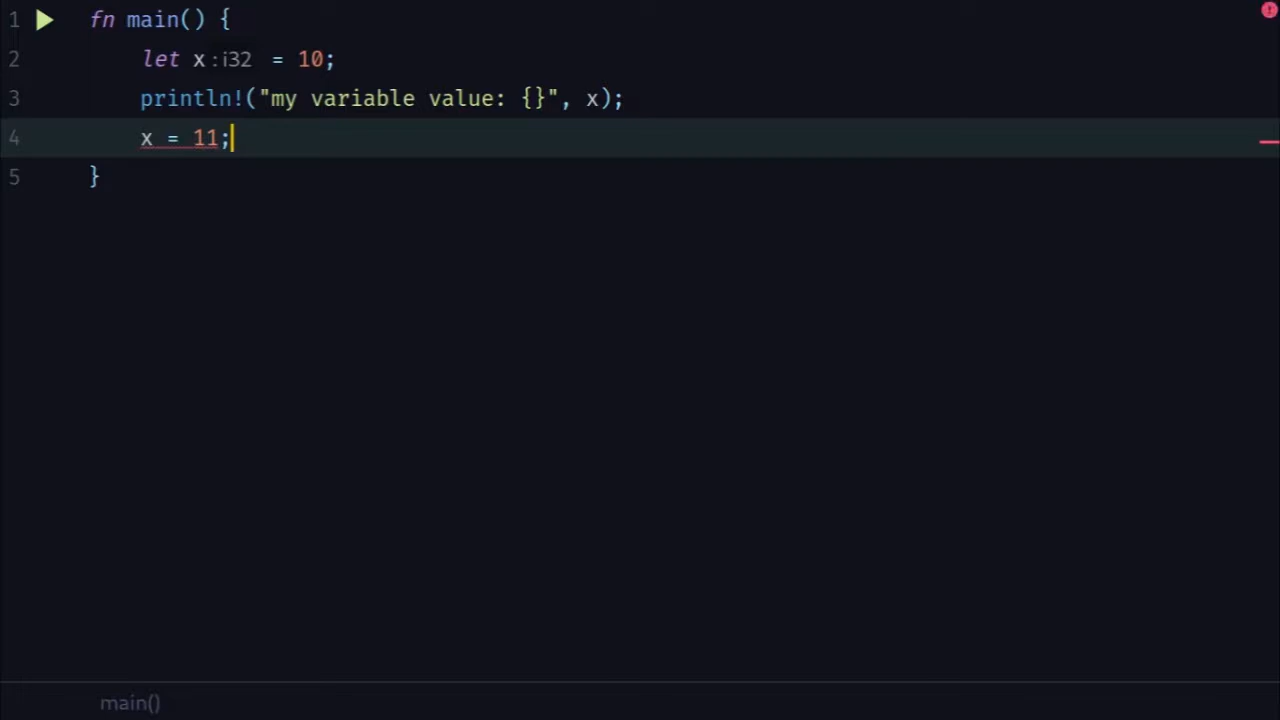 1 fn main() {
2 let x : i32 = 10;
3 println!("my variable value: {}", x);
4 x = 11;
5 }
main()